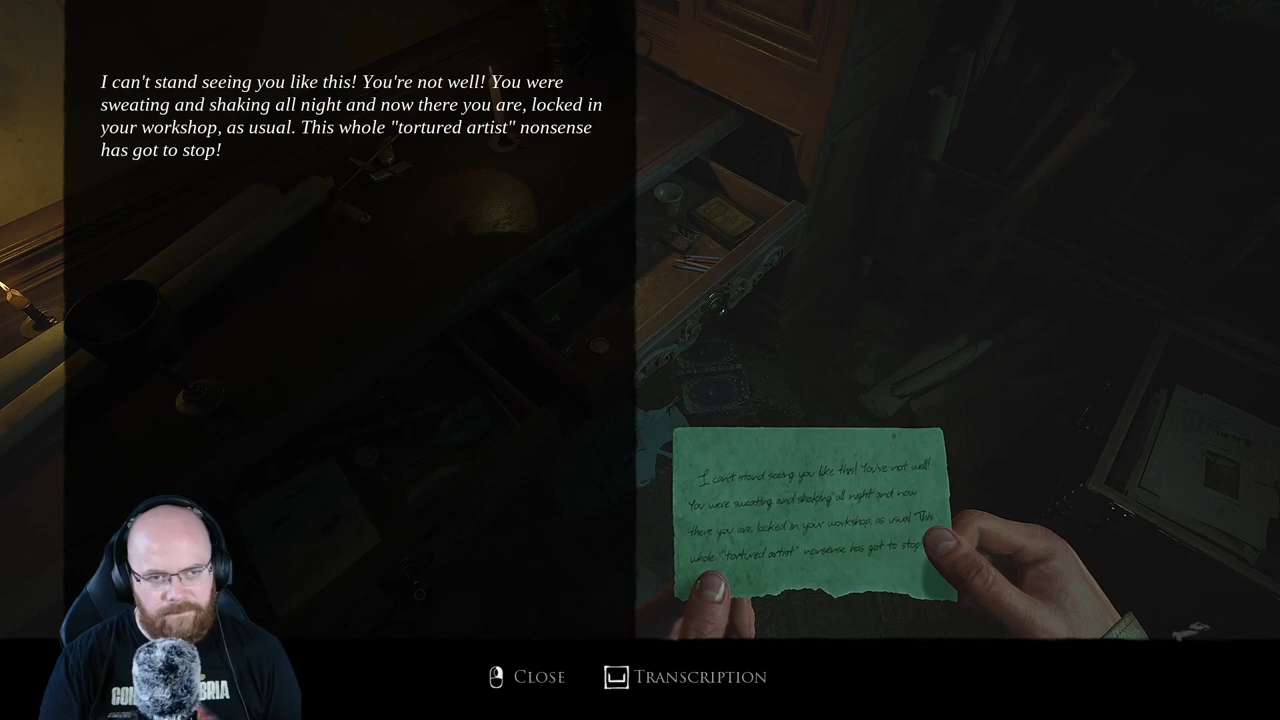 I can't stand seeing you like this! You're not well! You were
sweating and shaking all night and now there you are, locked in
your workshop, as usual. This whole "tortured artist" nonsense
has got to stop!
I can't stand seeing you like this! You're not well!
You were sweating and shaking all night and now
there you are, locked in your workshop, as usual. This
whole "tortured artist" nonsense has got to stop
CLOSE
TRANSCRIPTION